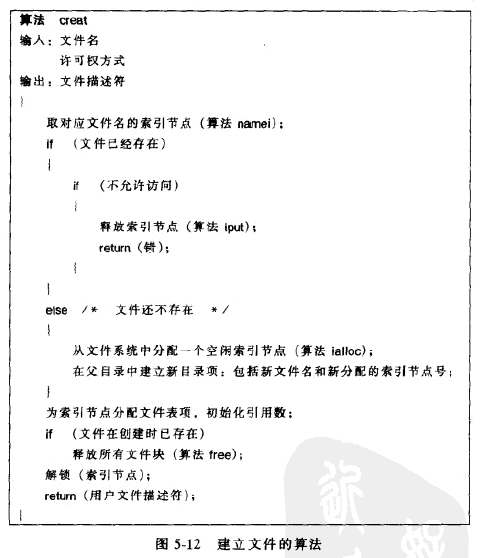 算法 creat
输入：文件名
许可权方式
输出：文件描述符
{
取对应文件名的索引节点（算法 namei）；
if （文件已经存在）
{
if （不允许访问）
{
释放索引节点（算法 iput）；
return（错）；
}
}
else /* 文件还不存在 */
{
从文件系统中分配一个空闲索引节点（算法 ialloc）；
在父目录中建立新目录项：包括新文件名和新分配的索引节点号；
}
为索引节点分配文件表项，初始化引用数；
if （文件在创建时已存在）
释放所有文件块（算法 free）；
解锁（索引节点）；
return（用户文件描述符）；
}
图 5-12 建立文件的算法